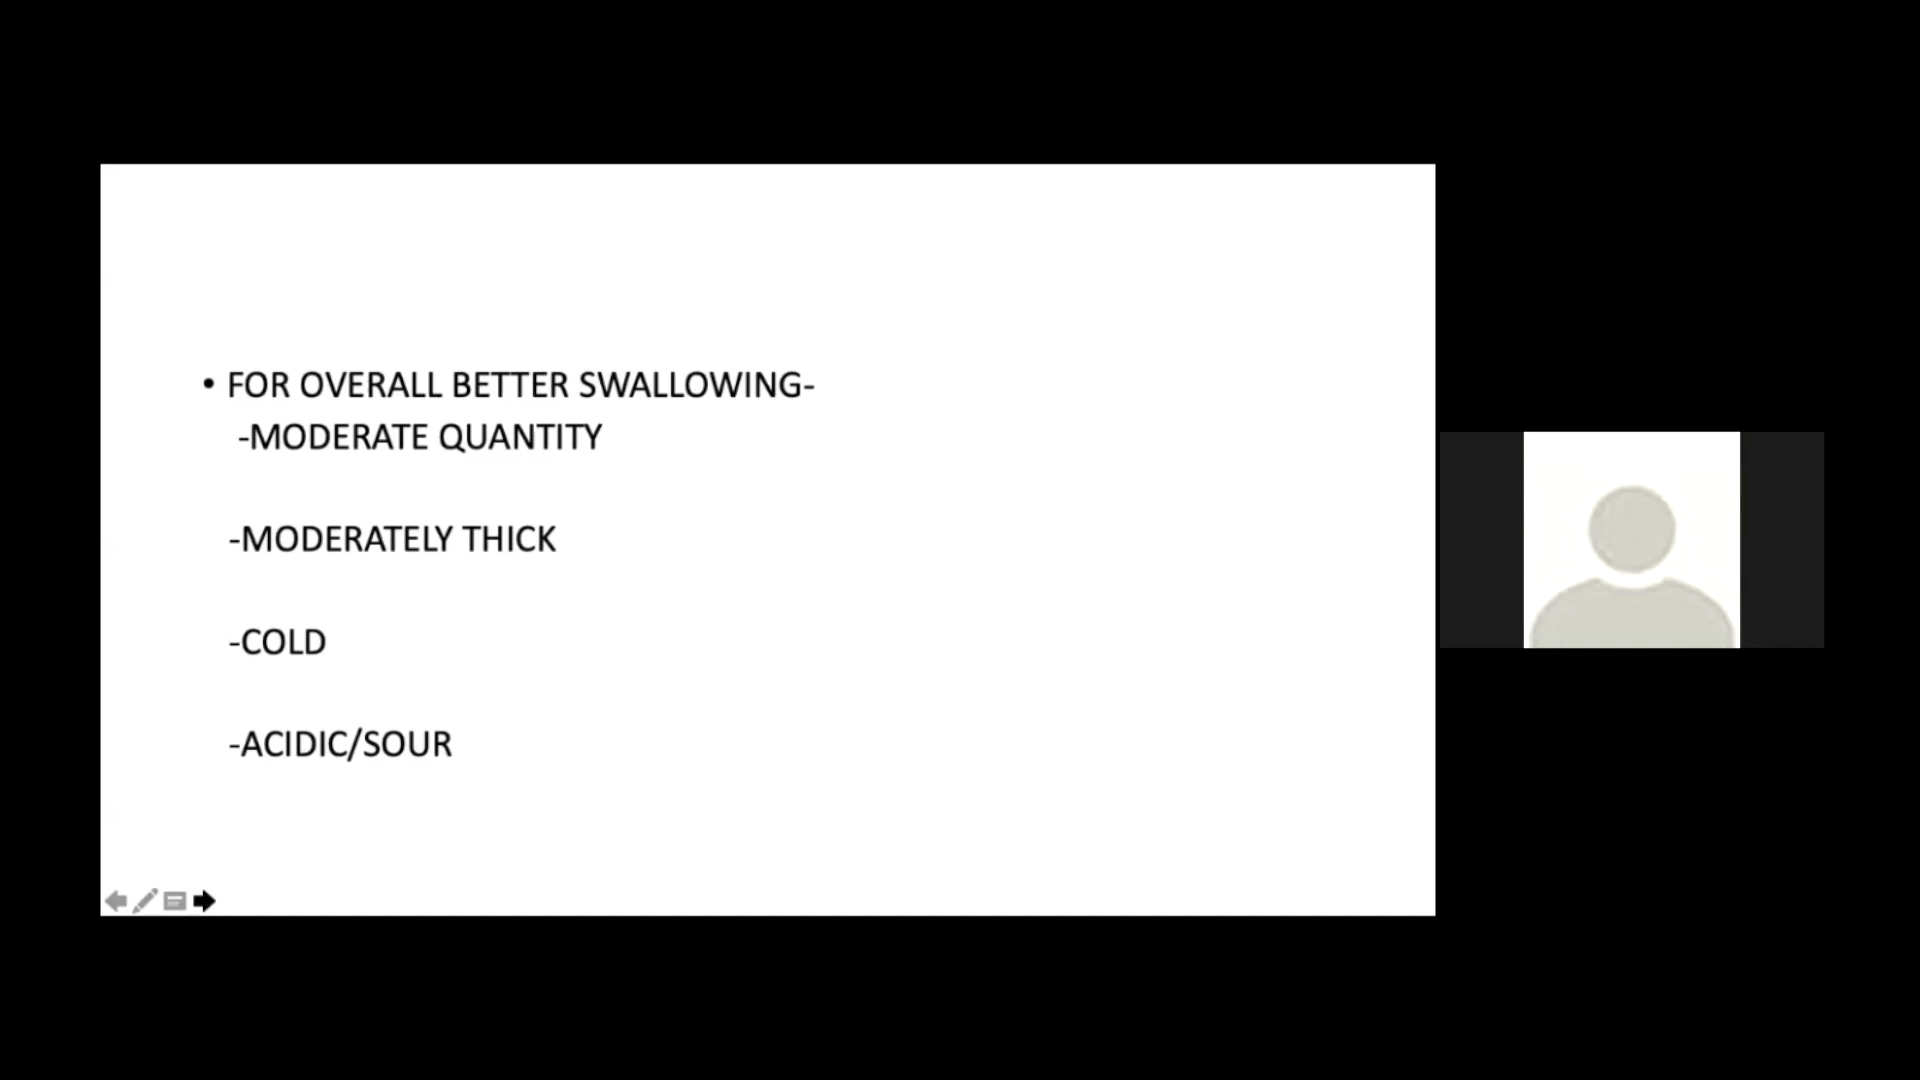 • FOR OVERALL BETTER SWALLOWING-
-MODERATE QUANTITY
-MODERATELY THICK
-COLD
-ACIDIC/SOUR